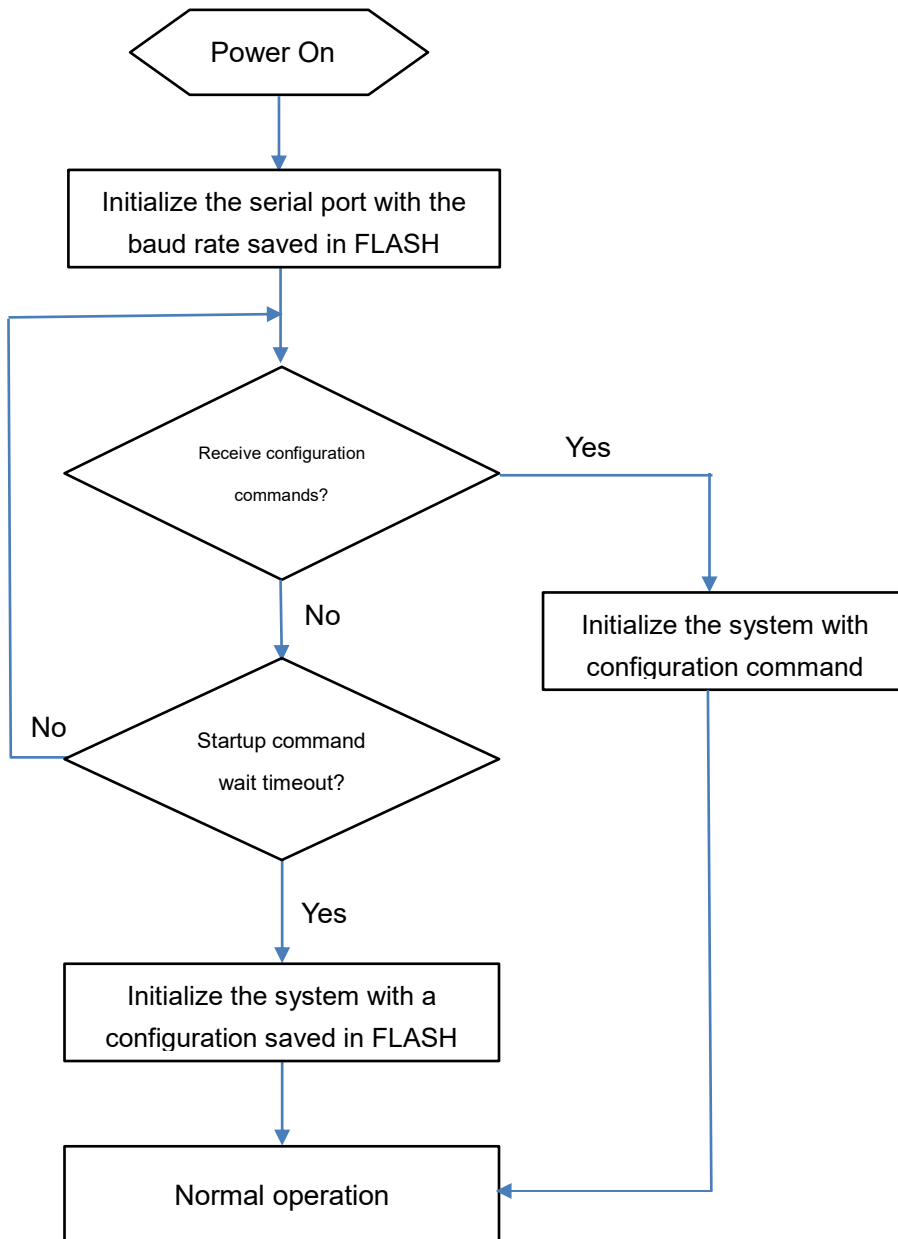 Power On
Initialize the serial port with the
baud rate saved in FLASH
Receive configuration
commands?
Yes
No
Initialize the system with
configuration command
No
Startup command
wait timeout?
Yes
Initialize the system with a
configuration saved in FLASH
Normal operation